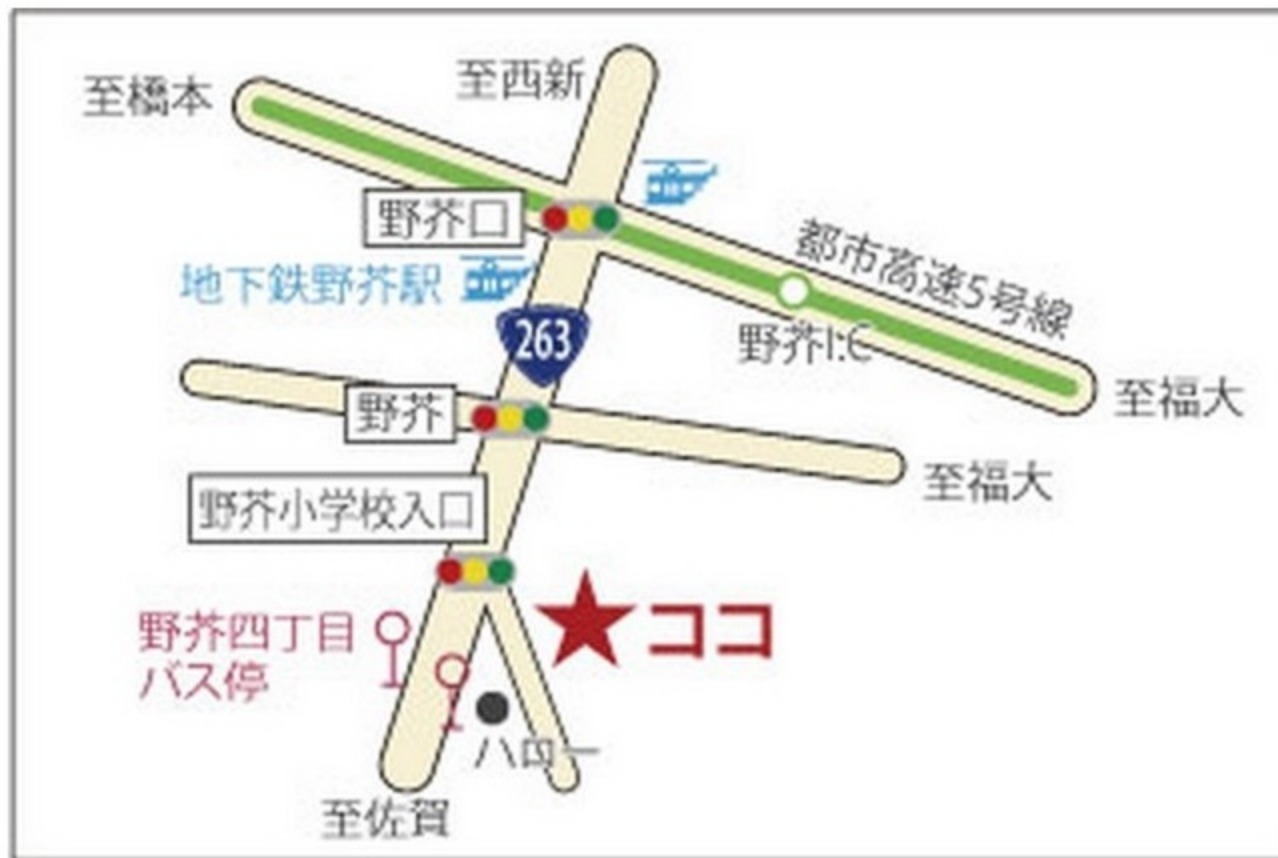 至西新
至橋本
野芥口
地下鉄野芥駅
都市高速5号線
263
野芥I.C
至福大
野芥
至福大
野芥小学校入口
野芥四丁目
バス停
★ココ
ハロー
至佐賀